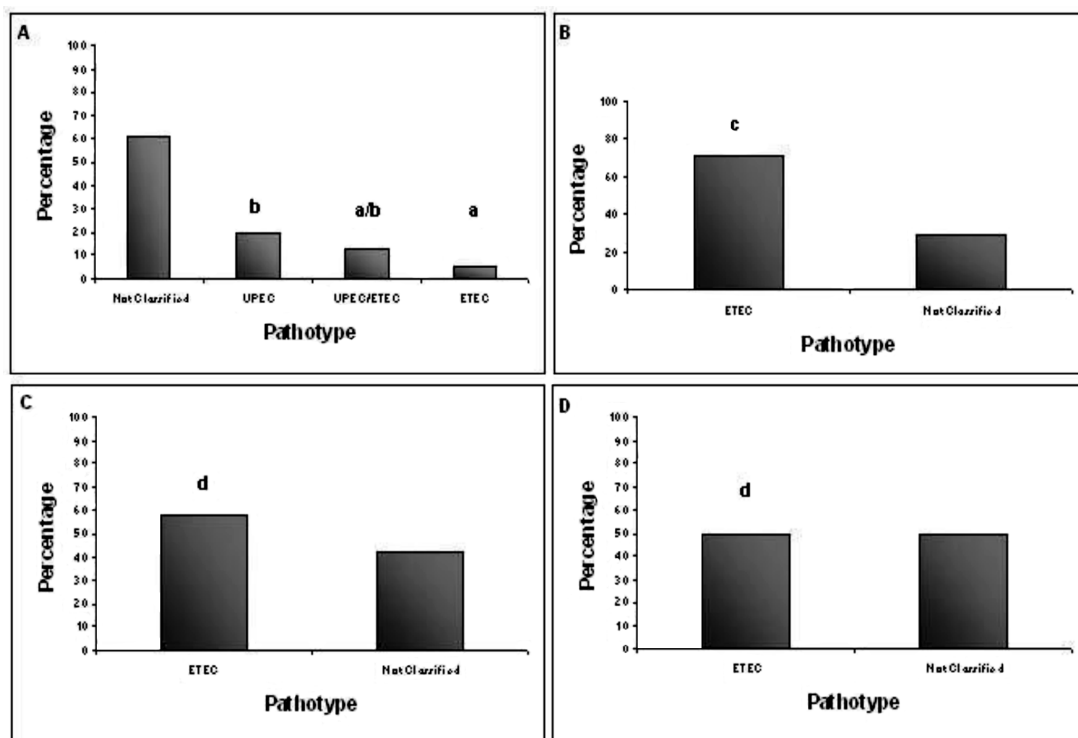 A
100
90
80
70
60
50
40
30
20
10
0
Percentage
b
a/b
a
Not Classified UPEC UPEC/ETEC ETEC
Pathotype
B
100
80
60
40
20
0
Percentage
c
ETEC Not Classified
Pathotype
C
100
90
80
70
60
50
40
30
20
10
0
Percentage
d
ETEC Not Classified
Pathotype
D
100
90
80
70
60
50
40
30
20
10
0
Percentage
d
ETEC Not Classified
Pathotype